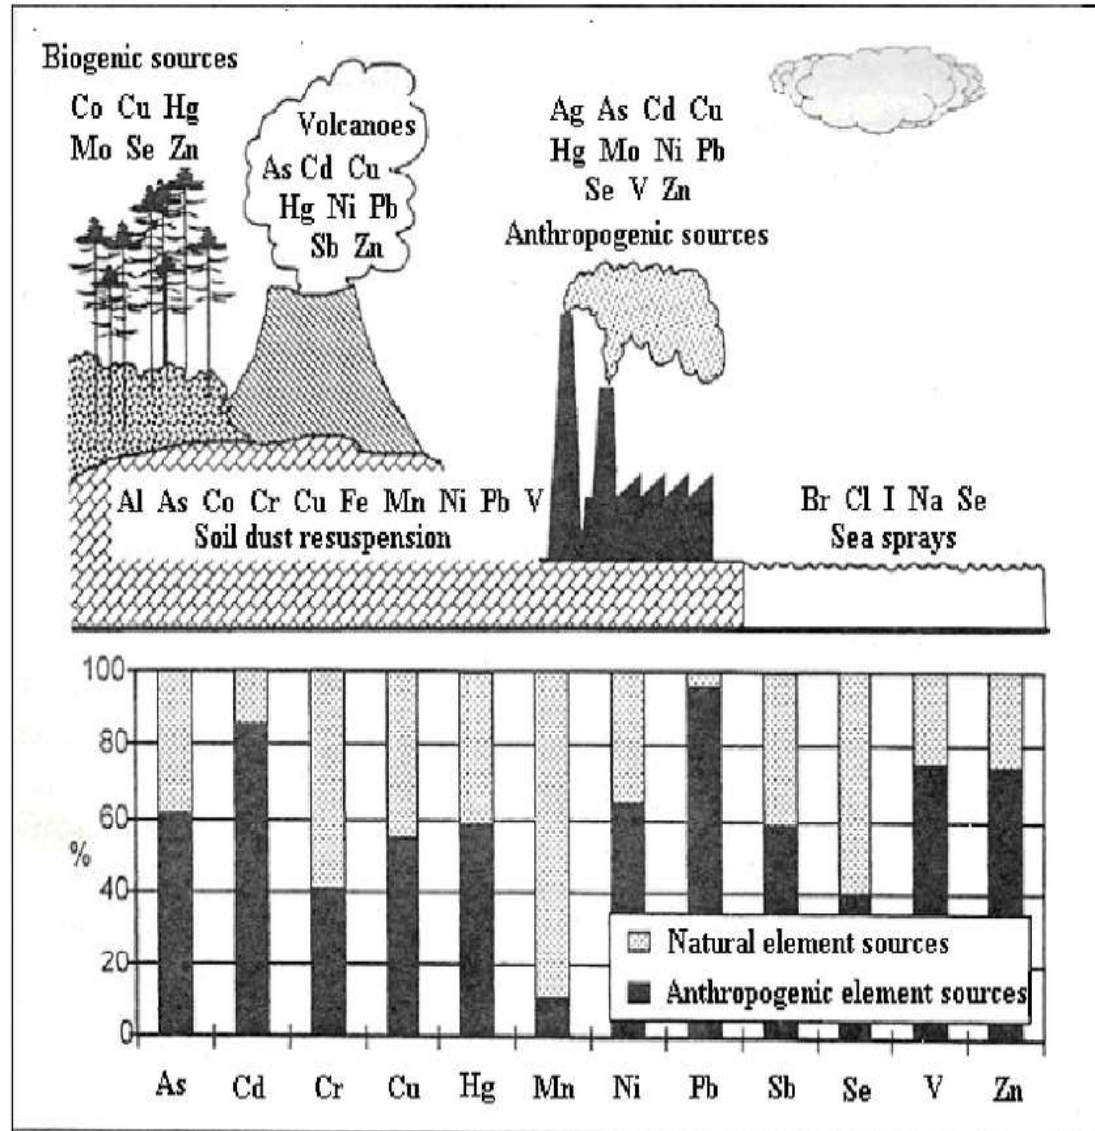 Biogenic sources
Co Cu Hg
Mo Se Zn
Volcanoes
As Cd Cu
Hg Ni Pb
Sb Zn
Ag As Cd Cu
Hg Mo Ni Pb
Se V Zn
Anthropogenic sources
Al As Co Cr Cu Fe Mn Ni Pb V
Soil dust resuspension
Br Cl I Na Se
Sea sprays
100
80
60
%
40
20
0
Natural element sources
Anthropogenic element sources
As Cd Cr Cu Hg Mn Ni Pb Sb Se V Zn